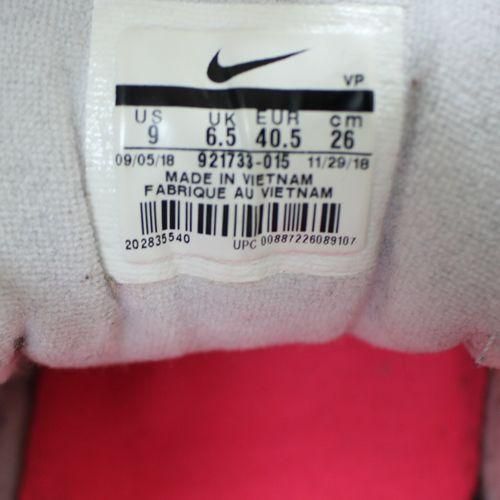 VP
US UK EUR cm
9 6.5 40.5 26
09/05/18 921733-015 11/29/18
MADE IN VIETNAM
FABRIQUE AU VIETNAM
202835540 UPC 00887226089107